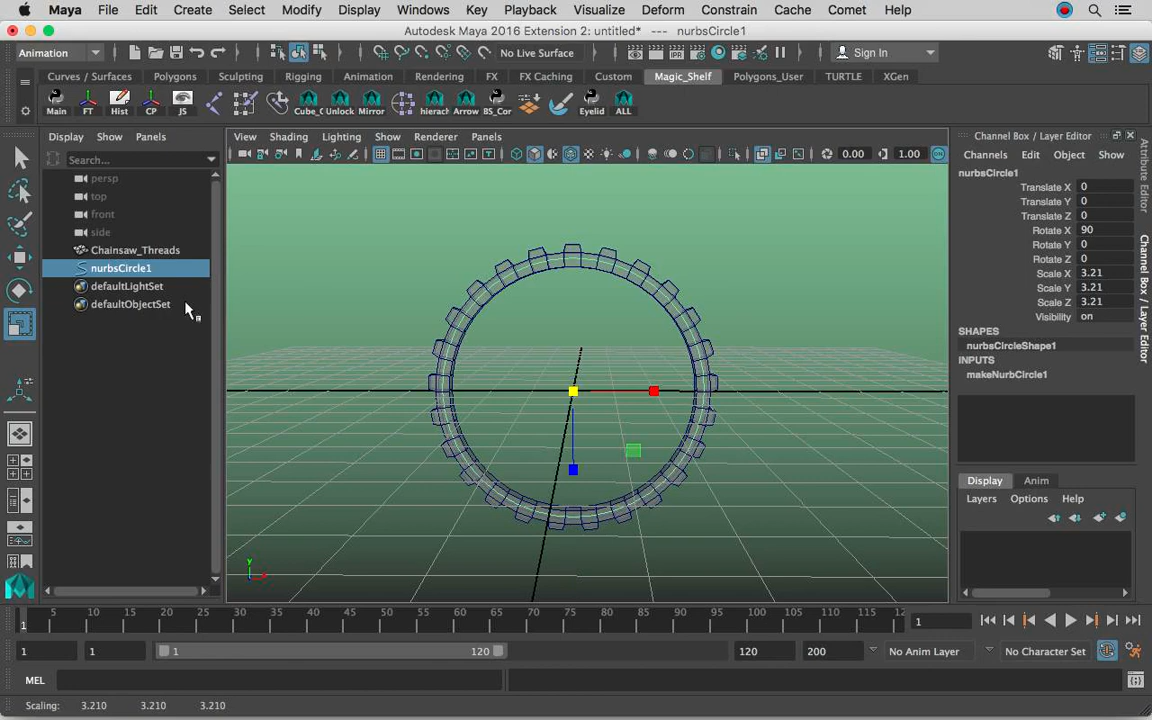 Maya File Edit Create Select Modify Display Windows Key Playback Visualize Deform Constrain Cache Comet Help
Autodesk Maya 2016 Extension 2: untitled* --- nurbsCircle1
Animation No Live Surface Sign In
Curves / Surfaces Polygons Sculpting Rigging Animation Rendering FX FX Caching Custom Magic_Shelf Polygons_User TURTLE XGen
Main FT Hist CP JS Cube_C Unlock Mirror hierach Arrow BS_Cor Eyelid ALL
Display Show Panels
Search...
persp
top
front
side
Chainsaw_Threads
nurbsCircle1
defaultLightSet
defaultObjectSet
View Shading Lighting Show Renderer Panels
0.00 1.00
y
Channel Box / Layer Editor
Channels Edit Object Show
nurbsCircle1
Translate X 0
Translate Y 0
Translate Z 0
Rotate X 90
Rotate Y 0
Rotate Z 0
Scale X 3.21
Scale Y 3.21
Scale Z 3.21
Visibility on
SHAPES
nurbsCircleShape1
INPUTS
makeNurbCircle1
Display Anim
Layers Options Help
Attribute Editor
Channel Box / Layer Editor
5 10 15 20 25 30 35 40 45 50 55 60 65 70 75 80 85 90 95 100 105 110 115 12
1 1
1 1 1 120 120 200 No Anim Layer No Character Set
MEL
Scaling: 3.210 3.210 3.210